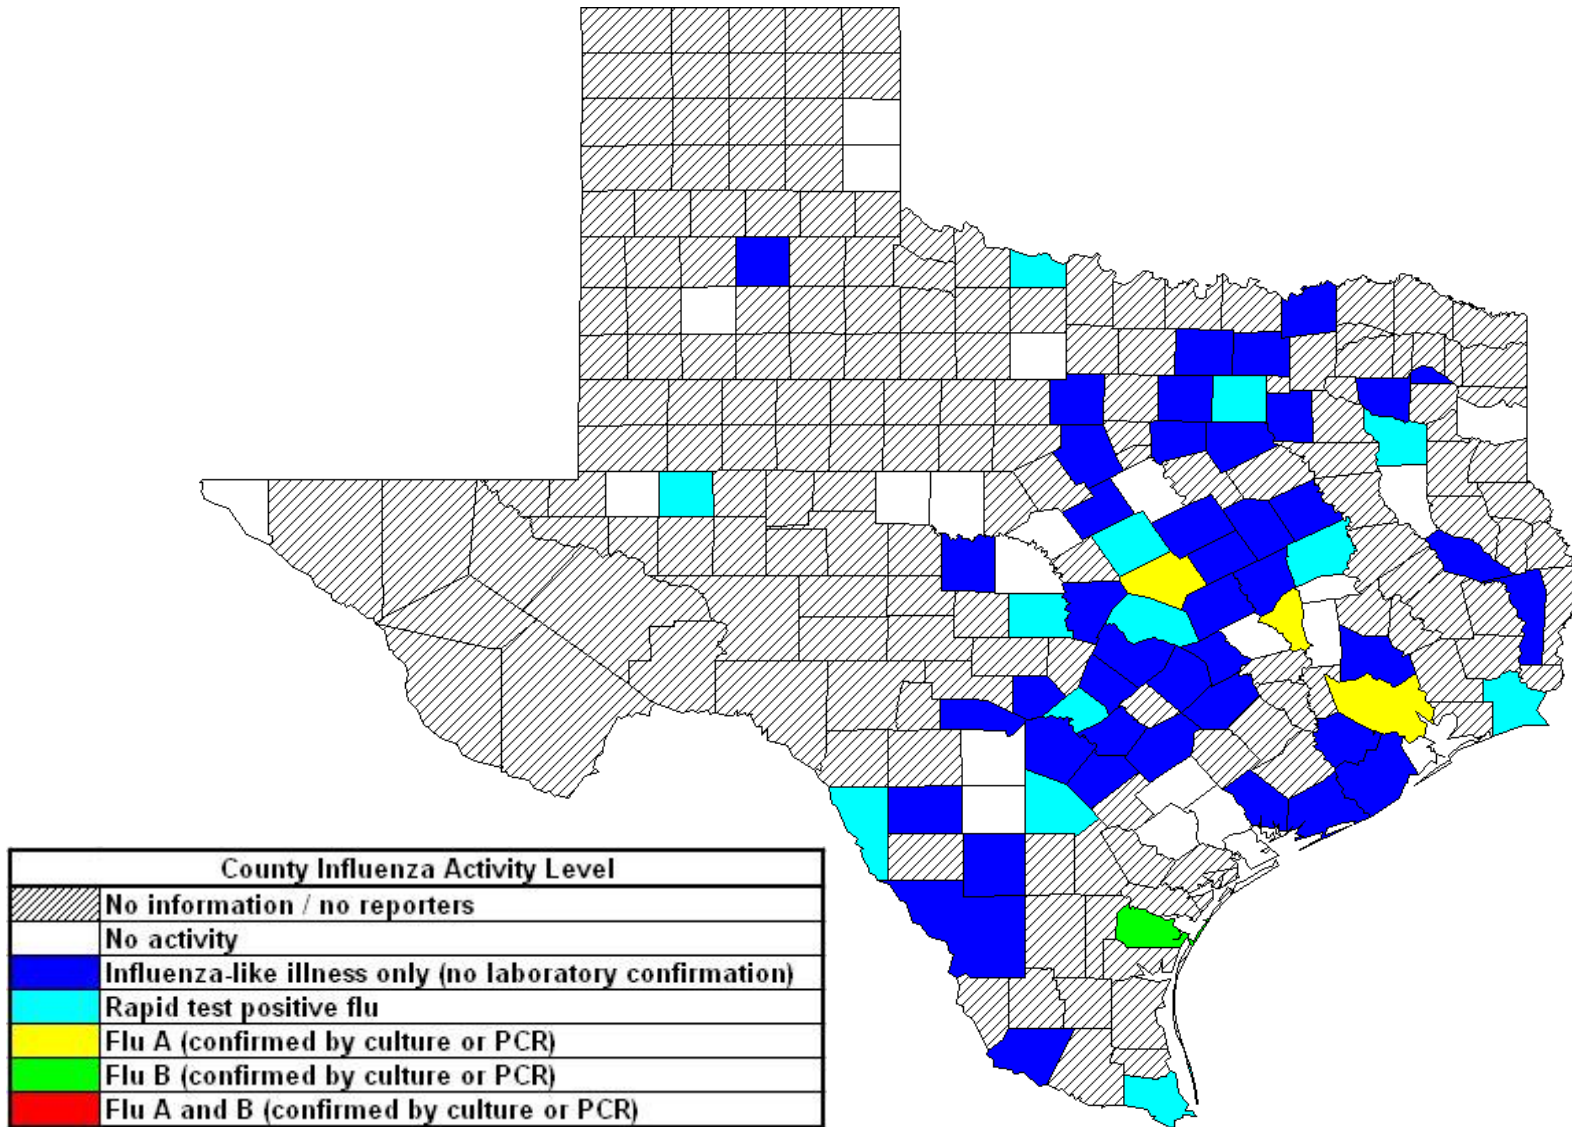 County Influenza Activity Level
No information / no reporters
No activity
Influenza-like illness only (no laboratory confirmation)
Rapid test positive flu
Flu A (confirmed by culture or PCR)
Flu B (confirmed by culture or PCR)
Flu A and B (confirmed by culture or PCR)